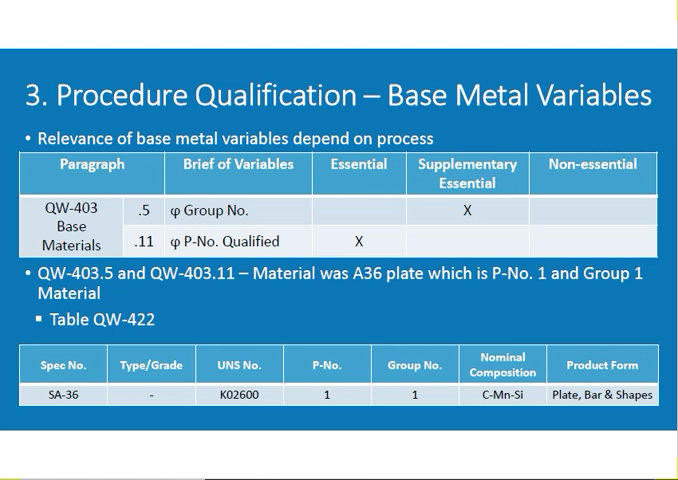 3. Procedure Qualification – Base Metal Variables
• Relevance of base metal variables depend on process
Paragraph Brief of Variables Essential Supplementary Essential Non-essential
QW-403 Base Materials .5 φ Group No. X
.11 φ P-No. Qualified X
• QW-403.5 and QW-403.11 – Material was A36 plate which is P-No. 1 and Group 1
Material
▪ Table QW-422
Spec No. Type/Grade UNS No. P-No. Group No. Nominal Composition Product Form
SA-36 - K02600 1 1 C-Mn-Si Plate, Bar & Shapes